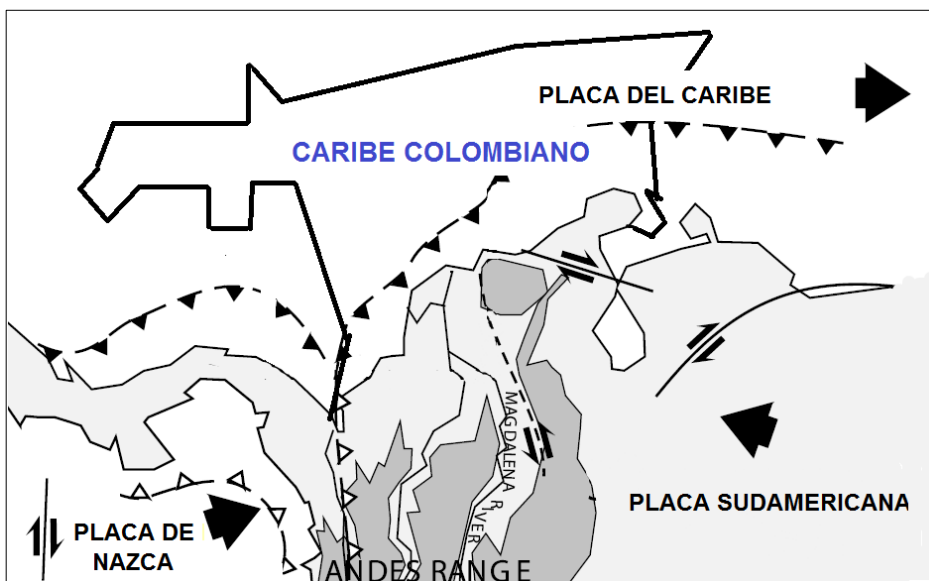 PLACA DEL CARIBE
CARIBE COLOMBIANO
MAGDALENA RIVER
PLACA SUDAMERICANA
PLACA DE
NAZCA
ANDES RANGE